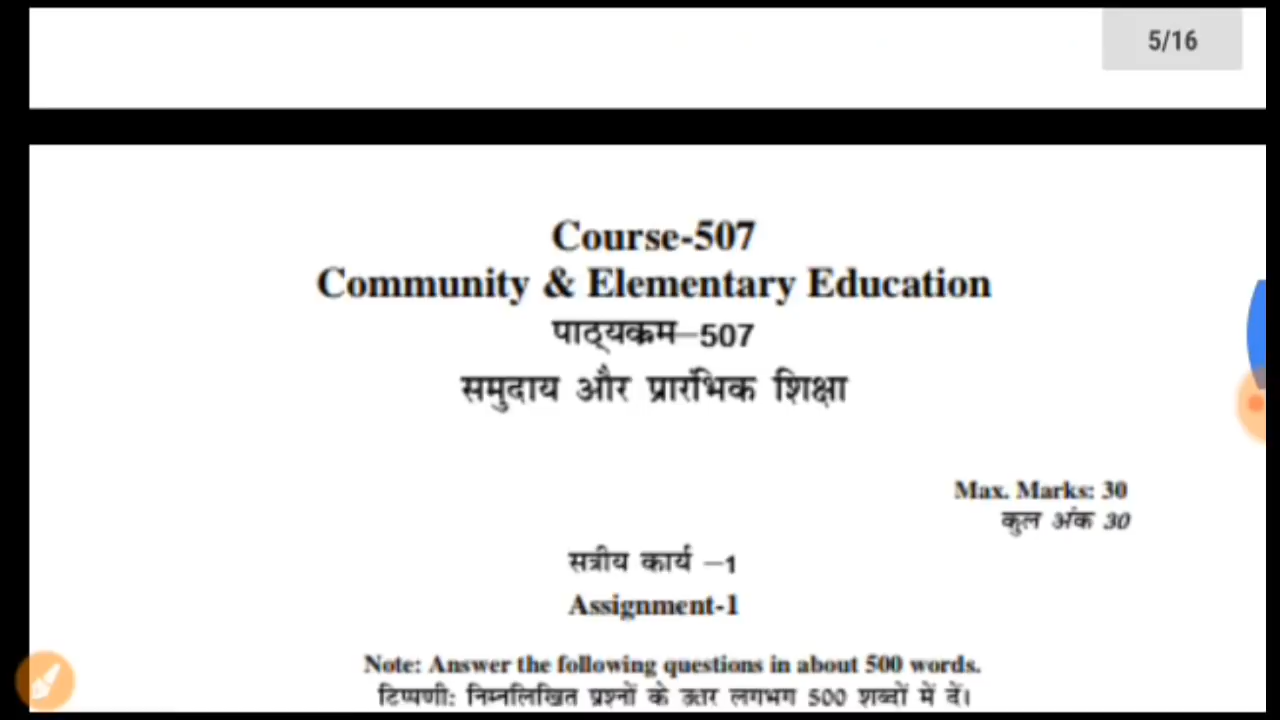 5/16
Course-507
Community & Elementary Education
पाठ्यक्रम–507
समुदाय और प्रारंभिक शिक्षा
Max. Marks: 30
कुल अंक 30
सत्रीय कार्य –1
Assignment-1
Note: Answer the following questions in about 500 words.
टिप्पणी: निम्नलिखित प्रश्नों के उत्तर लगभग 500 शब्दों में दें।